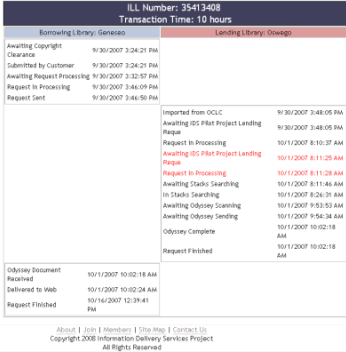 ILL Number: 35413408
Transaction Time: 10 hours
Borrowing Library: Geneseo
Lending Library: Oswego
Awaiting Copyright
Clearance 9/30/2007 3:24:21 PM
Submitted by Customer 9/30/2007 3:24:21 PM
Awaiting Request Processing 9/30/2007 3:32:57 PM
Request In Processing 9/30/2007 3:46:09 PM
Request Sent 9/30/2007 3:46:50 PM
Imported from OCLC 9/30/2007 3:48:05 PM
Awaiting IDS Pilot Project Lending
Reque 9/30/2007 3:48:05 PM
Request In Processing 10/1/2007 8:10:37 AM
Awaiting IDS Pilot Project Lending
Reque 10/1/2007 8:11:25 AM
Request In Processing 10/1/2007 8:11:28 AM
Awaiting Stacks Searching 10/1/2007 8:11:46 AM
In Stacks Searching 10/1/2007 8:26:31 AM
Awaiting Odyssey Scanning 10/1/2007 9:53:53 AM
Awaiting Odyssey Sending 10/1/2007 9:54:34 AM
Odyssey Complete 10/1/2007 10:02:18
AM
Request Finished 10/1/2007 10:02:18
AM
Odyssey Document
Received 10/1/2007 10:02:18 AM
Delivered to Web 10/1/2007 10:02:24 AM
Request Finished 10/16/2007 12:39:41
PM
About | Join | Members | Site Map | Contact Us
Copyright 2008 Information Delivery Services Project
All Rights Reserved